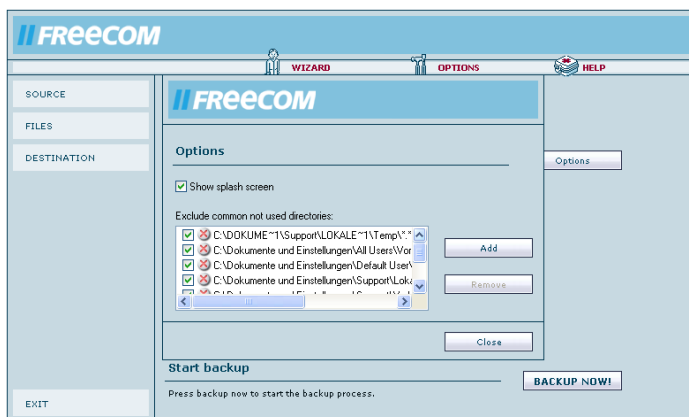 FREECOM
WIZARD
OPTIONS
HELP
SOURCE
FILES
DESTINATION
EXIT
FREECOM
Options
Show splash screen
Exclude common not used directories:
C:\DOKUME~1\Support\LOKALE~1\Temp\*.*
C:\Dokumente und Einstellungen\All Users\Vor
C:\Dokumente und Einstellungen\Default User\
C:\Dokumente und Einstellungen\Support\Loka
Add
Remove
Close
Options
Start backup
Press backup now to start the backup process.
BACKUP NOW!